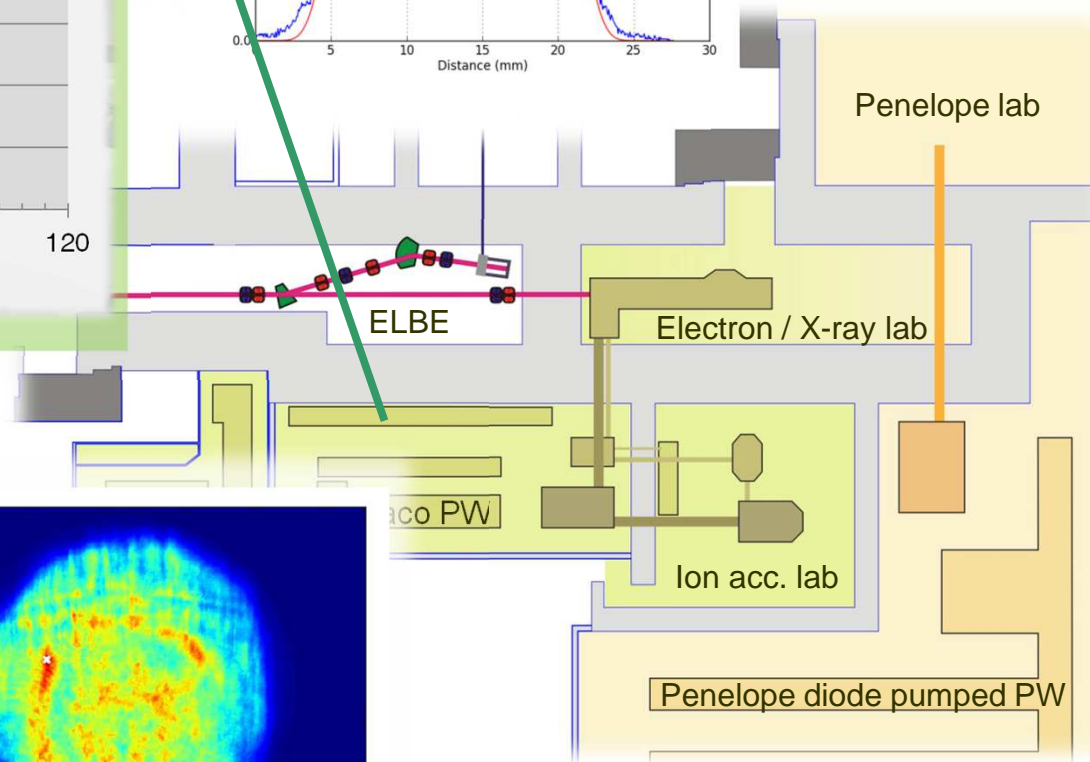 0.0
5 10 15 20 25 30
Distance (mm)
120
Penelope lab
ELBE
Electron / X-ray lab
aco PW
Ion acc. lab
Penelope diode pumped PW